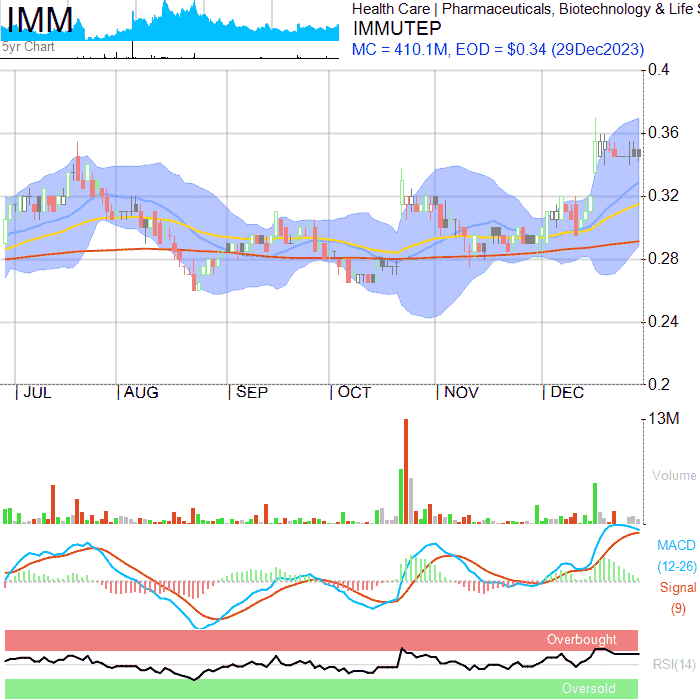 IMM
5yr Chart
Health Care | Pharmaceuticals, Biotechnology & Life S
IMMUTEP
MC = 410.1M, EOD = $0.34 (29Dec2023)
0.4
0.36
0.32
0.28
0.24
0.2
| JUL | AUG | SEP | OCT | NOV | DEC
13M
Volume
MACD
(12-26)
Signal
(9)
Overbought
RSI(14)
Oversold